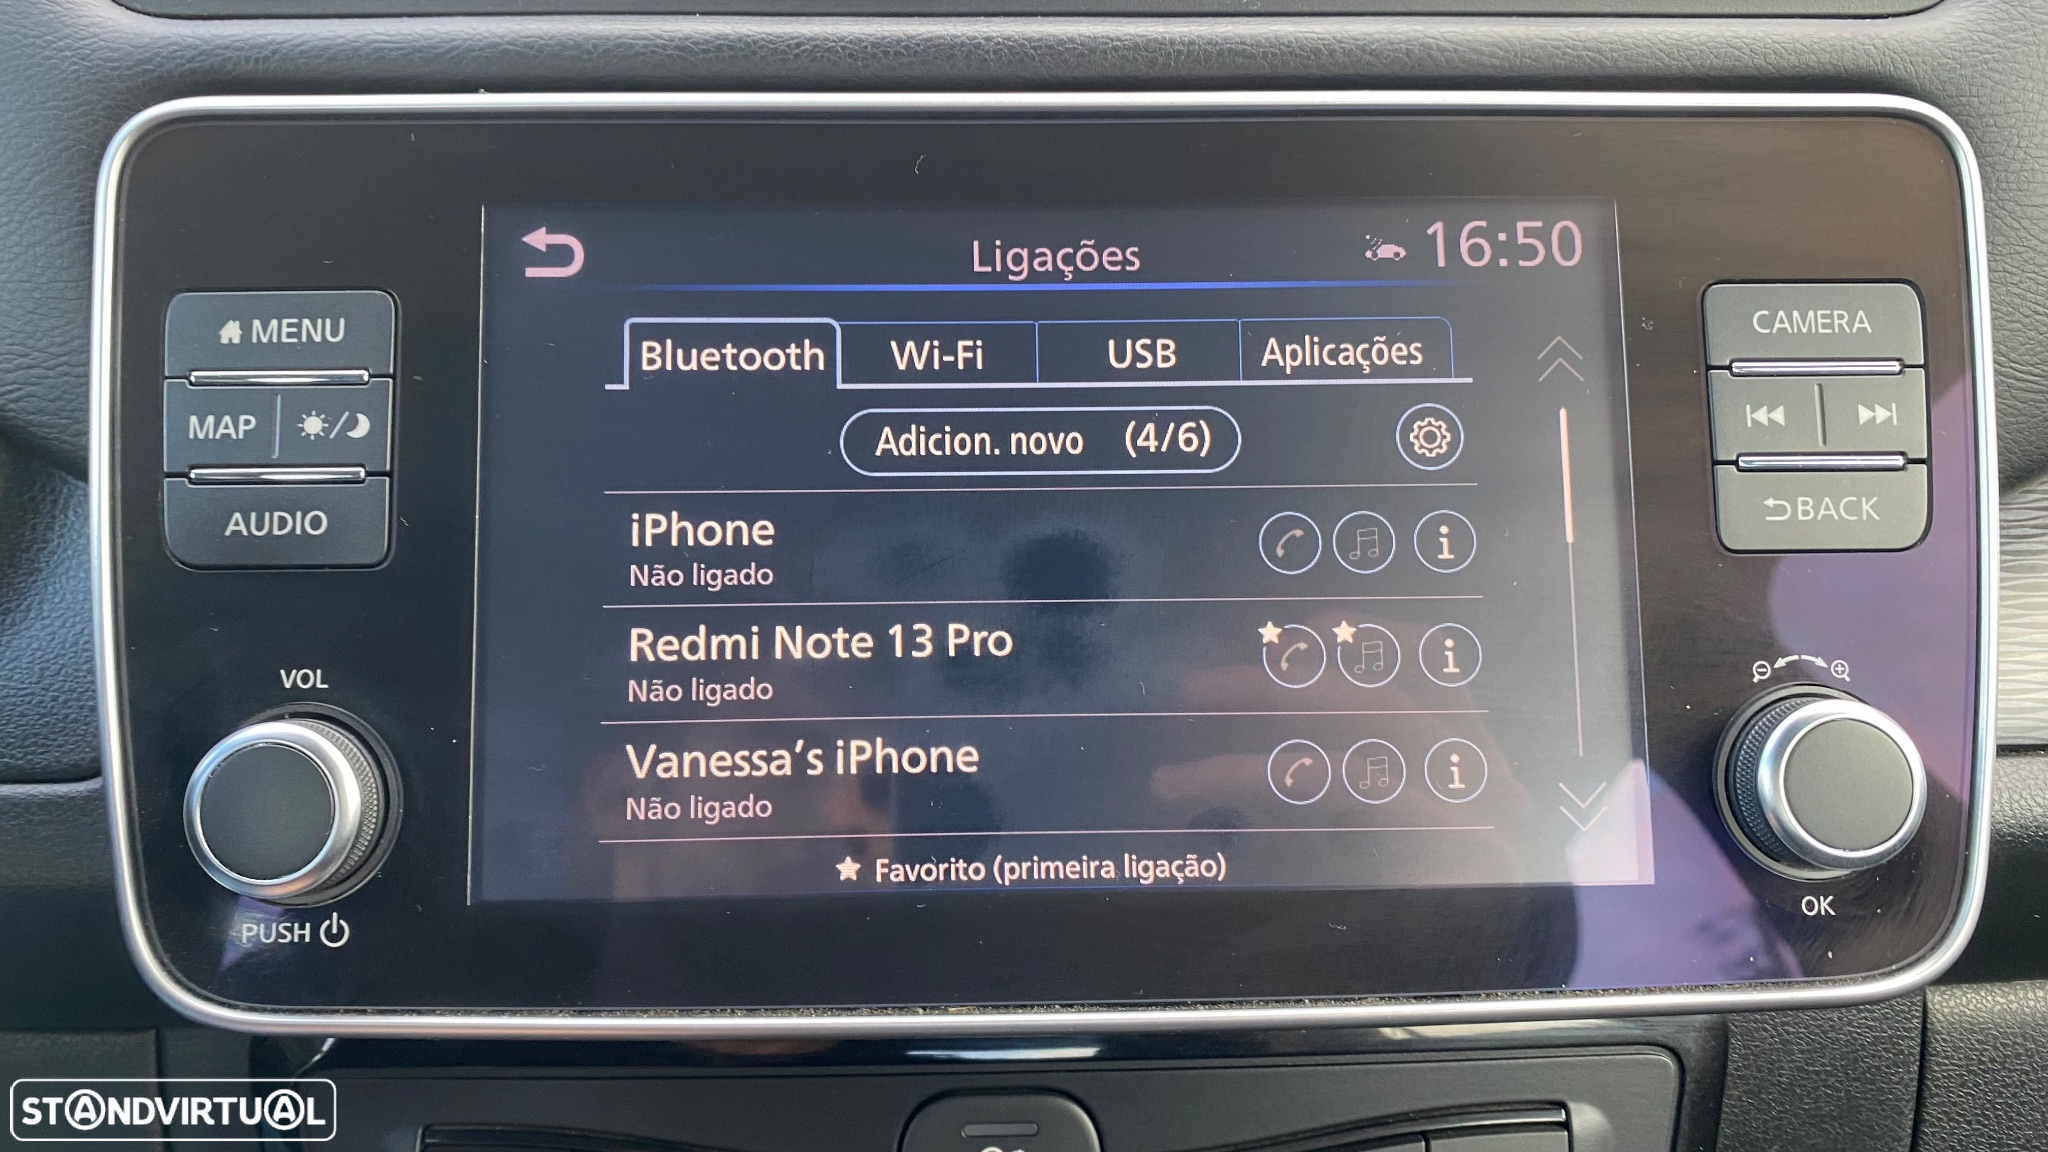 Ligações
16:50
Bluetooth
Wi-Fi
USB
Aplicações
Adicion. novo (4/6)
iPhone
Não ligado
Redmi Note 13 Pro
Não ligado
Vanessa's iPhone
Não ligado
Favorito (primeira ligação)
MENU
MAP
AUDIO
VOL
PUSH
CAMERA
BACK
OK
STANDVIRTUAL